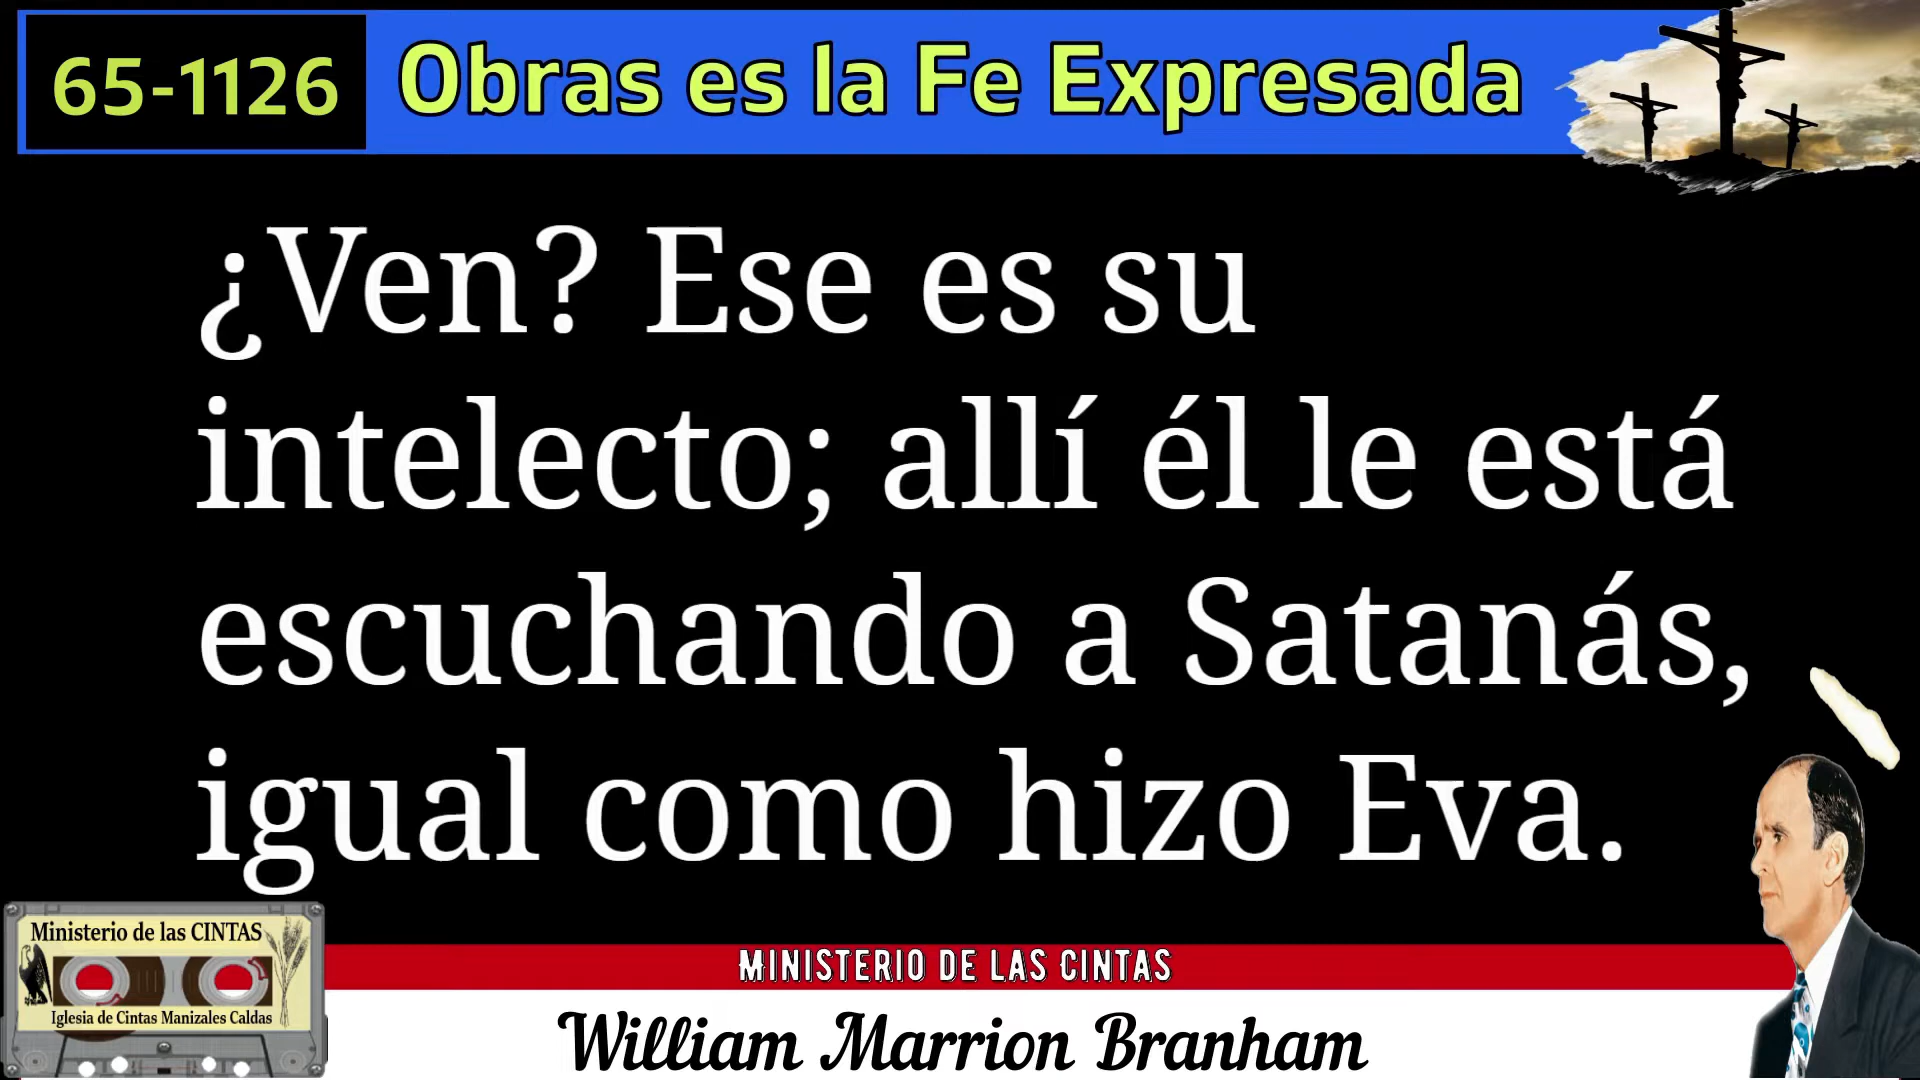 65-1126
Obras es la Fe Expresada
¿Ven? Ese es su
intelecto; allí él le está
escuchando a Satanás,
igual como hizo Eva.
Ministerio de las CINTAS
Iglesia de Cintas Manizales Caldas
MINISTERIO DE LAS CINTAS
William Marrion Branham